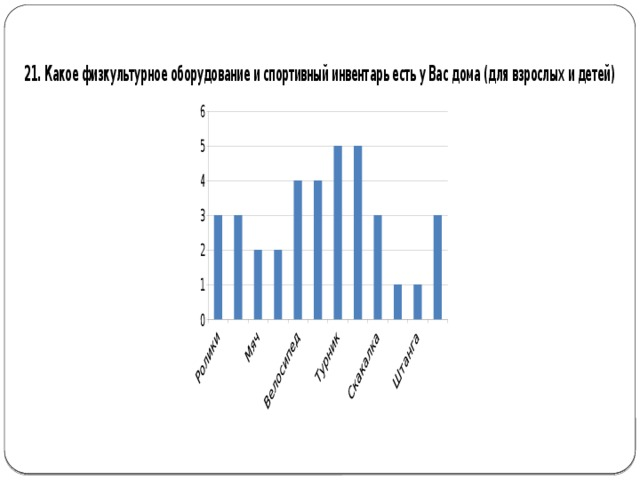 21. Какое физкультурное оборудование и спортивный инвентарь есть у Вас дома (для взрослых и детей)
6
5
4
3
2
1
0
Ролики
Мяч
Велосипед
Турник
Скакалка
Штанга